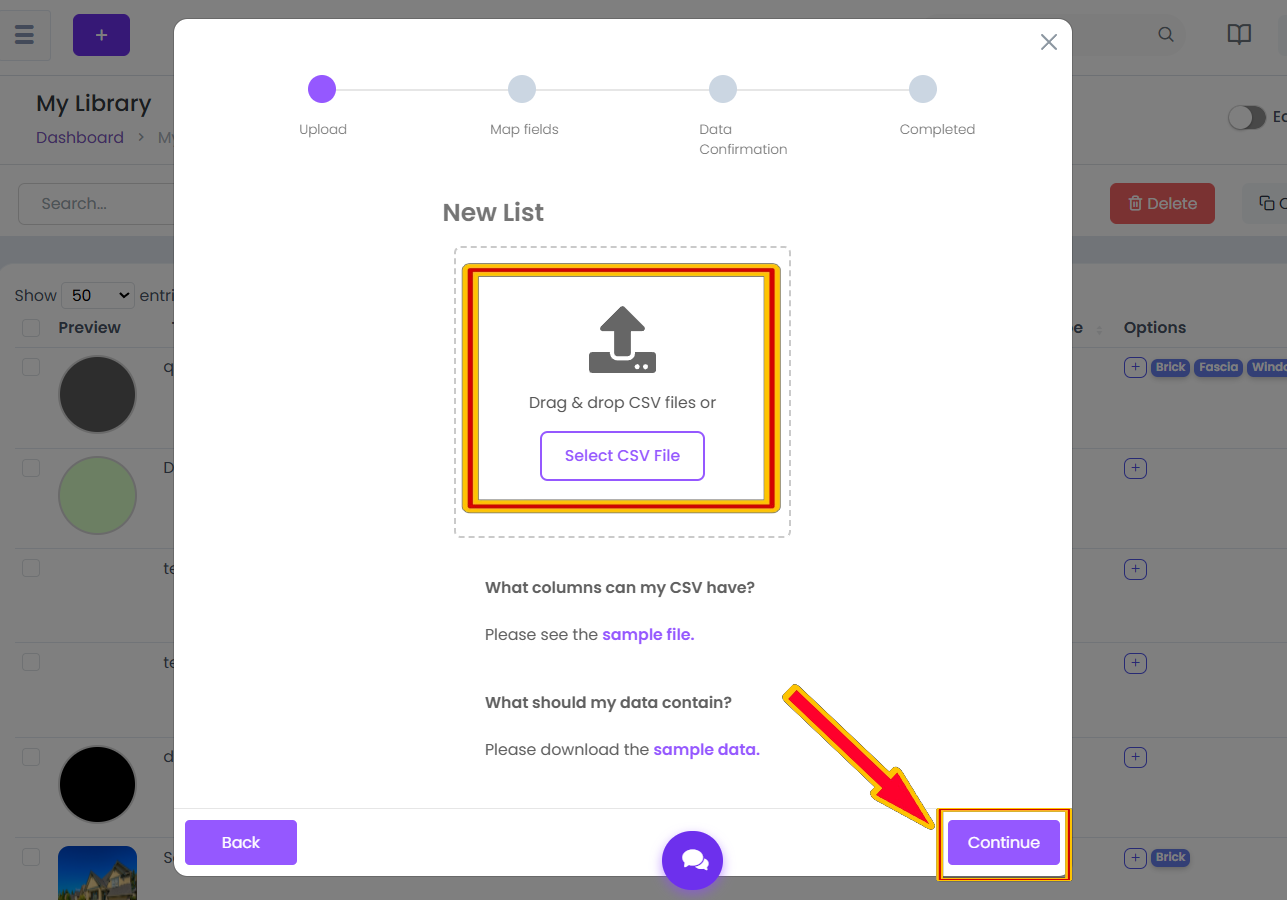 +
My Library
Dashboard > My
Search...
Delete
Show 50 entri
Preview
Options
Brick Fascia Windo
Brick
Upload
Map fields
Data
Confirmation
Completed
New List
Drag & drop CSV files or
Select CSV File
What columns can my CSV have?
Please see the sample file.
What should my data contain?
Please download the sample data.
Back
Continue